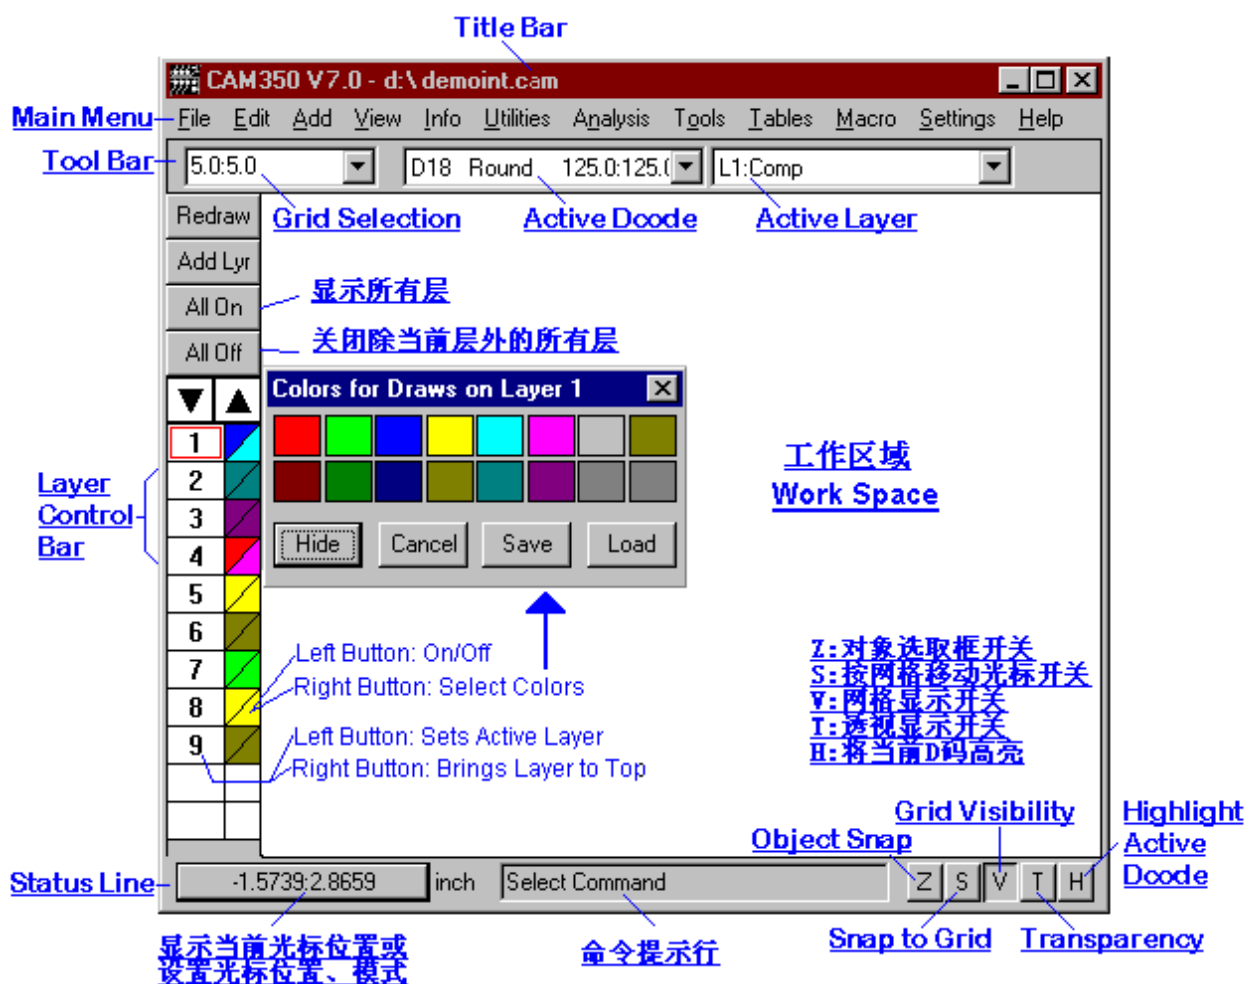 Title Bar
CAM350 V7.0 - d:\ demoint.cam
Main Menu
File Edit Add View Info Utilities Analysis Tools Tables Macro Settings Help
Tool Bar
5.0:5.0 D18 Round 125.0:125.( L1:Comp
Redraw
Grid Selection Active Dcode Active Layer
Add Lyr
All On
显示所有层
All Off
关闭除当前层外的所有层
Colors for Draws on Layer 1
Hide Cancel Save Load
Layer
Control
Bar
1
2
3
4
5
6
7
8
9
工作区域
Work Space
Left Button: On/Off
Right Button: Select Colors
Left Button: Sets Active Layer
Right Button: Brings Layer to Top
Z:对象选取框开关
S:按网格移动光标开关
V:网格显示开关
T:透视显示开关
H:将当前D码高亮
Grid Visibility
Object Snap
Highlight
Active
Dcode
Status Line
-1.5739:2.8659 inch Select Command Z S V T H
显示当前光标位置或
设置光标位置、模式
命令提示行
Snap to Grid
Transparency